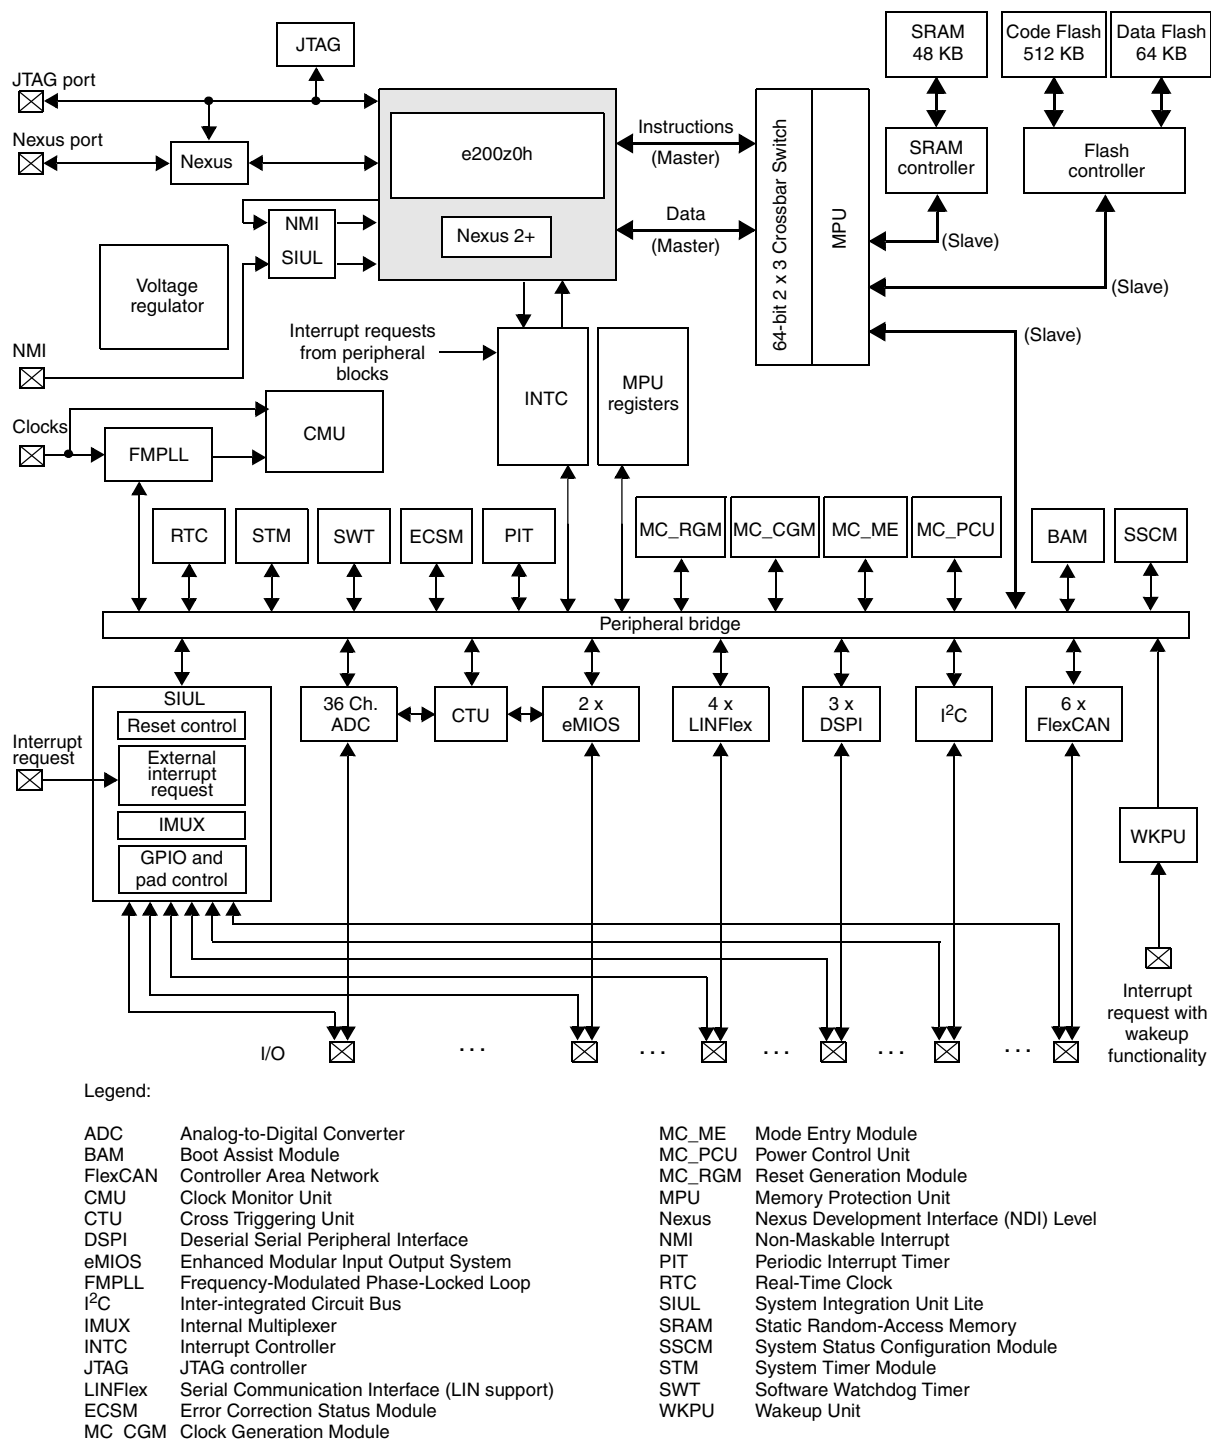 JTAG
SRAM
48 KB
Code Flash
512 KB
Data Flash
64 KB
JTAG port
Nexus port
Nexus
e200z0h
Nexus 2+
Instructions
(Master)
Data
(Master)
64-bit 2 x 3 Crossbar Switch
MPU
SRAM
controller
Flash
controller
(Slave)
(Slave)
(Slave)
NMI
SIUL
Voltage
regulator
NMI
Interrupt requests
from peripheral
blocks
INTC
MPU
registers
Clocks
FMPLL
CMU
RTC
STM
SWT
ECSM
PIT
MC_RGM
MC_CGM
MC_ME
MC_PCU
BAM
SSCM
Peripheral bridge
SIUL
Reset control
External
interrupt
request
IMUX
GPIO and
pad control
Interrupt
request
36 Ch.
ADC
CTU
2 x
eMIOS
4 x
LINFlex
3 x
DSPI
I2C
6 x
FlexCAN
WKPU
Interrupt
request with
wakeup
functionality
I/O
. . .
. . .
. . .
. . .
. . .
Legend:
ADC Analog-to-Digital Converter
BAM Boot Assist Module
FlexCAN Controller Area Network
CMU Clock Monitor Unit
CTU Cross Triggering Unit
DSPI Deserial Serial Peripheral Interface
eMIOS Enhanced Modular Input Output System
FMPLL Frequency-Modulated Phase-Locked Loop
I2C Inter-integrated Circuit Bus
IMUX Internal Multiplexer
INTC Interrupt Controller
JTAG JTAG controller
LINFlex Serial Communication Interface (LIN support)
ECSM Error Correction Status Module
MC_CGM Clock Generation Module
MC_ME Mode Entry Module
MC_PCU Power Control Unit
MC_RGM Reset Generation Module
MPU Memory Protection Unit
Nexus Nexus Development Interface (NDI) Level
NMI Non-Maskable Interrupt
PIT Periodic Interrupt Timer
RTC Real-Time Clock
SIUL System Integration Unit Lite
SRAM Static Random-Access Memory
SSCM System Status Configuration Module
STM System Timer Module
SWT Software Watchdog Timer
WKPU Wakeup Unit